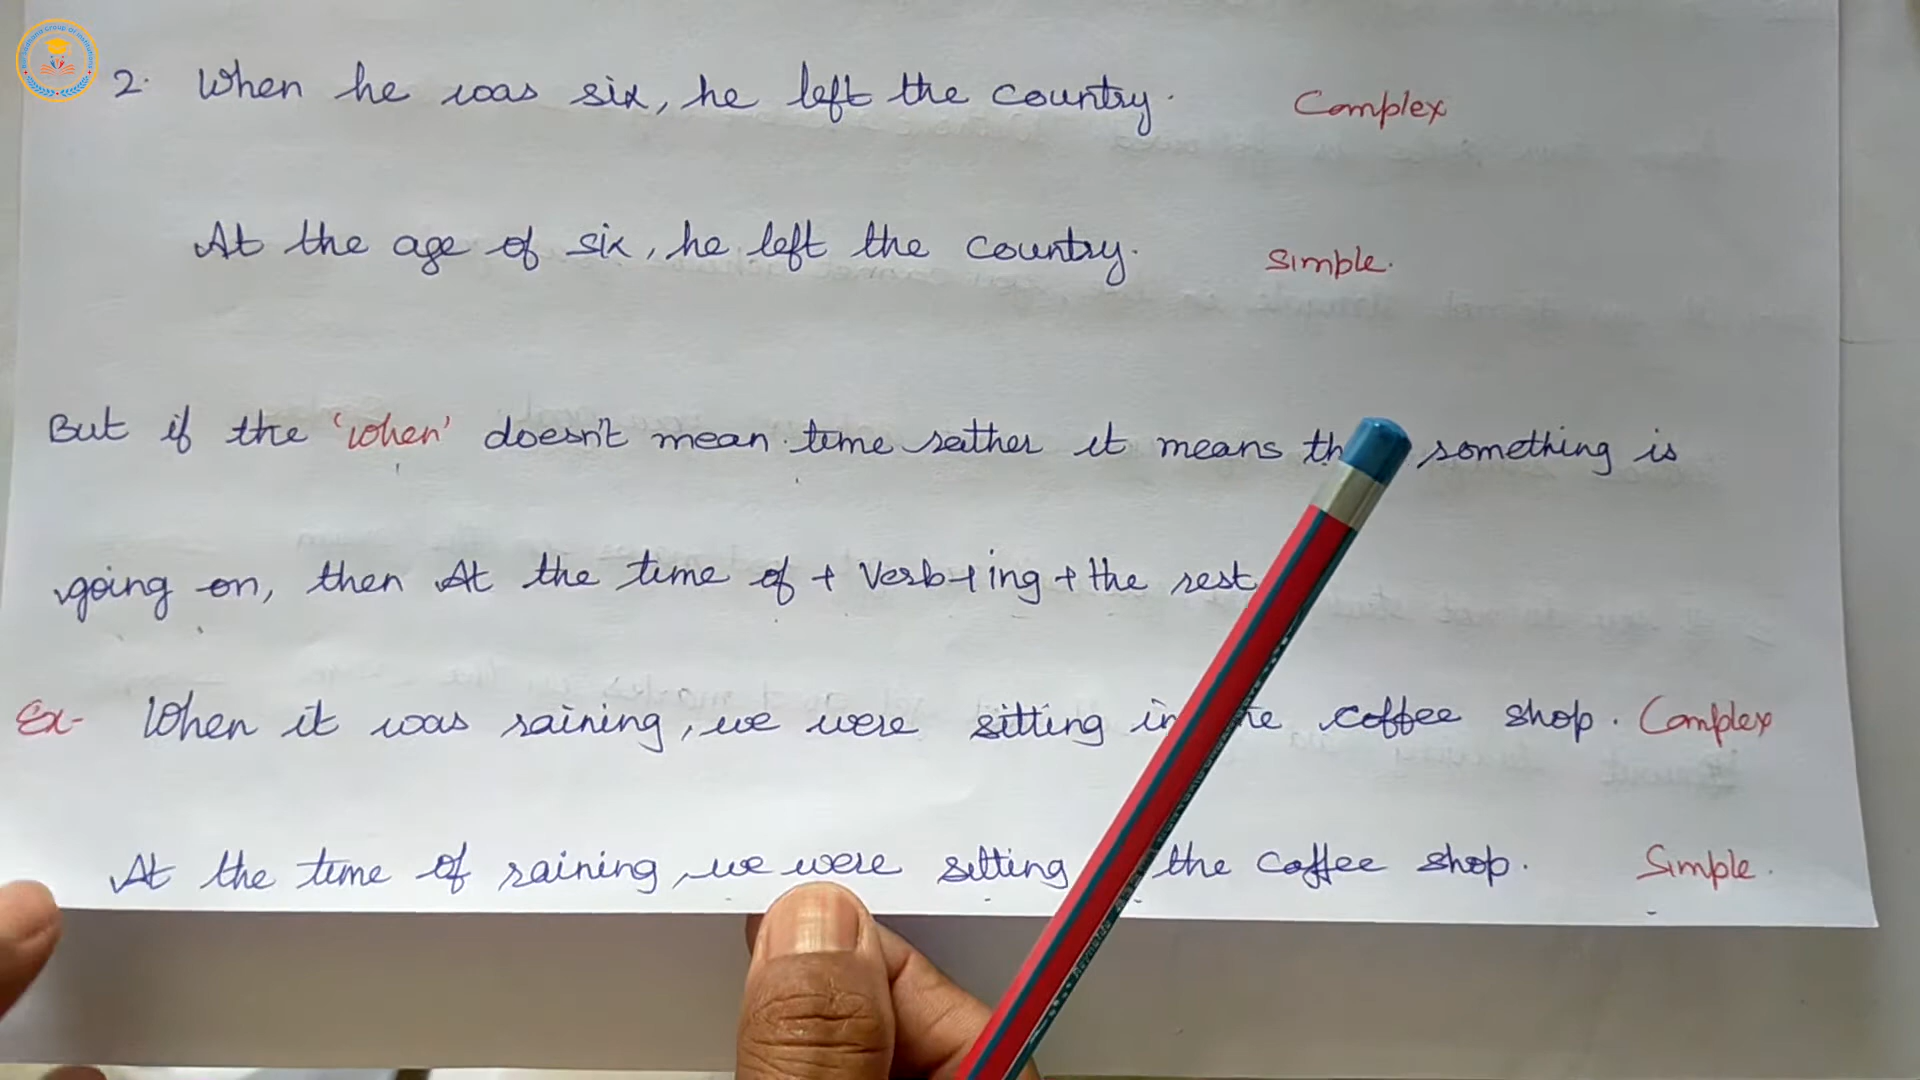 2. When he was six, he left the country. Complex
At the age of six, he left the country. Simple.
But if the 'when' doesn't mean time rather it means something is
going on, then At the time of + Verb + ing + the rest
Ex- When it was raining, we were sitting in the coffee shop. Complex
At the time of raining, we were sitting the coffee shop. Simple.